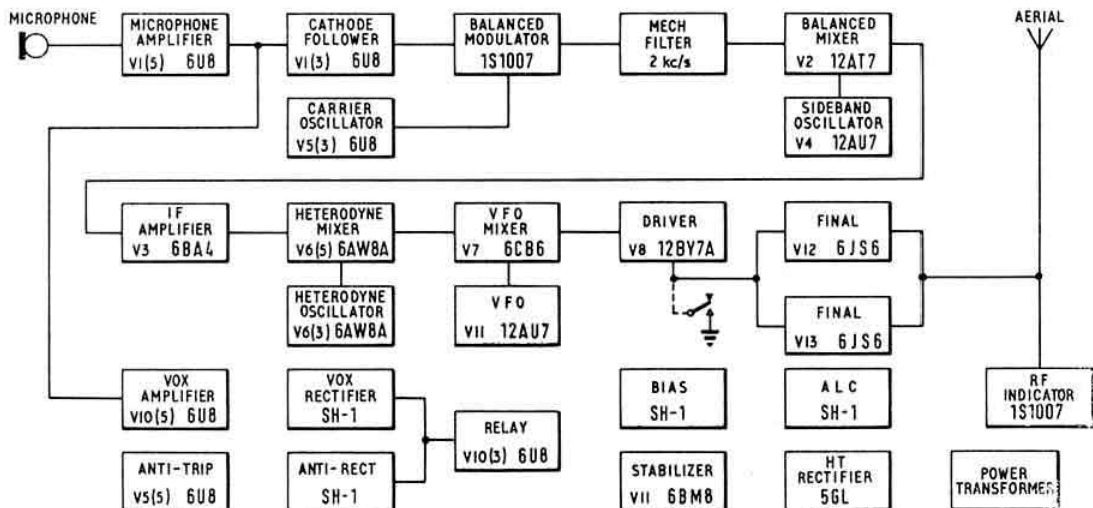 MICROPHONE
MICROPHONE
AMPLIFIER
V1(5) 6U8
CATHODE
FOLLOWER
V1(3) 6U8
BALANCED
MODULATOR
1S1007
MECH
FILTER
2 kc/s
BALANCED
MIXER
V2 12AT7
AERIAL
CARRIER
OSCILLATOR
V5(3) 6U8
SIDEBAND
OSCILLATOR
V4 12AU7
IF
AMPLIFIER
V3 6BA4
HETERODYNE
MIXER
V6(5) 6AW8A
VFO
MIXER
V7 6CB6
DRIVER
V8 12BY7A
FINAL
V12 6JS6
HETERODYNE
OSCILLATOR
V6(3) 6AW8A
VFO
V11 12AU7
FINAL
V13 6JS6
VOX
AMPLIFIER
V10(5) 6U8
VOX
RECTIFIER
SH-1
RELAY
V10(3) 6U8
BIAS
SH-1
ALC
SH-1
RF
INDICATOR
1S1007
ANTI-TRIP
V5(5) 6U8
ANTI-RECT
SH-1
STABILIZER
V11 6BM8
HT
RECTIFIER
5GL
POWER
TRANSFORMER